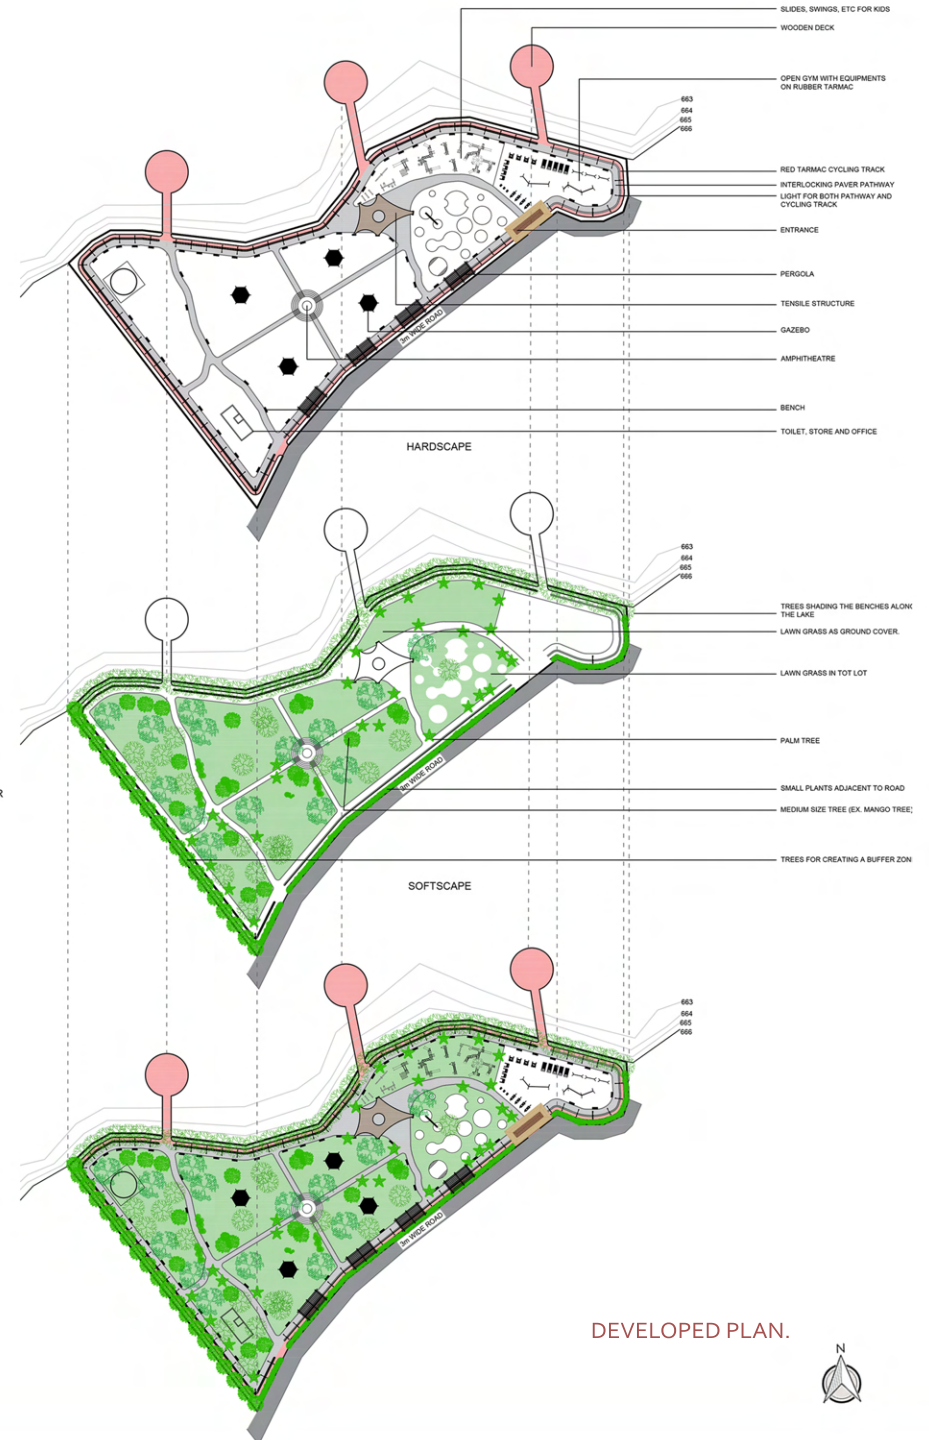 SLIDES, SWINGS, ETC FOR KIDS
WOODEN DECK
OPEN GYM WITH EQUIPMENTS
ON RUBBER TARMAC
663
664
665
666
RED TARMAC CYCLING TRACK
INTERLOCKING PAVER PATHWAY
LIGHT FOR BOTH PATHWAY AND
CYCLING TRACK
ENTRANCE
PERGOLA
TENSILE STRUCTURE
3m WIDE ROAD
GAZEBO
AMPHITHEATRE
BENCH
TOILET, STORE AND OFFICE
HARDSCAPE
663
664
665
666
TREES SHADING THE BENCHES ALONG
THE LAKE
LAWN GRASS AS GROUND COVER.
LAWN GRASS IN TOT LOT
PALM TREE
3m WIDE ROAD
SMALL PLANTS ADJACENT TO ROAD
R
MEDIUM SIZE TREE (EX. MANGO TREE)
TREES FOR CREATING A BUFFER ZON
SOFTSCAPE
663
664
665
666
3m WIDE ROAD
DEVELOPED PLAN.
N